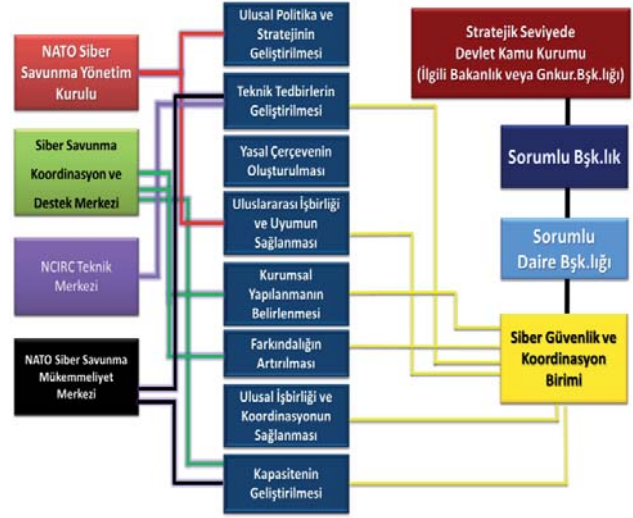 NATO Siber
Savunma Yönetim
Kurulu
Siber Savunma
Koordinasyon ve
Destek Merkezi
NCIRC Teknik
Merkezi
NATO Siber Savunma
Mükemmeliyet
Merkezi
Ulusal Politika ve
Stratejinin
Geliştirilmesi
Teknik Tedbirlerin
Geliştirilmesi
Yasal Çerçevenin
Oluşturulması
Uluslararası İşbirliği
ve Uyumun
Sağlanması
Kurumsal
Yapılanmanın
Belirlenmesi
Farkındalığın
Artırılması
Ulusal İşbirliği ve
Koordinasyonun
Sağlanması
Kapasitenin
Geliştirilmesi
Stratejik Seviyede
Devlet Kamu Kurumu
(İlgili Bakanlık veya Gnkur.Bşk.lığı)
Sorumlu Bşk.lık
Sorumlu
Daire Bşk.lığı
Siber Güvenlik ve
Koordinasyon
Birimi